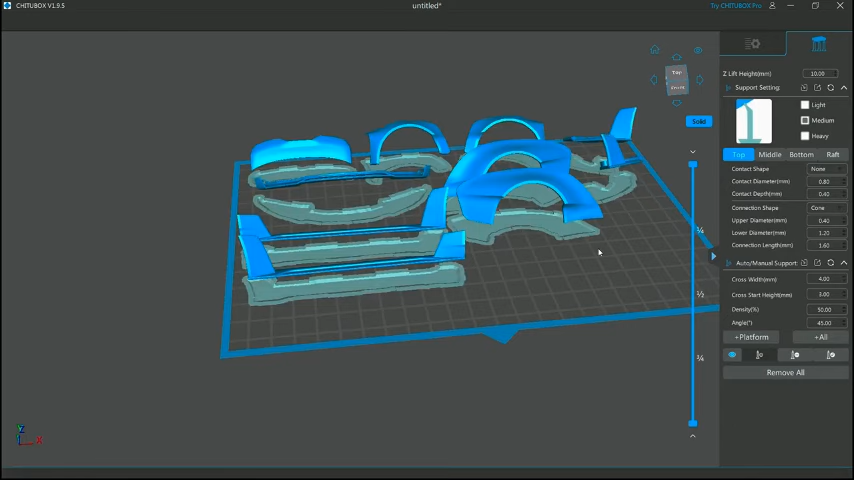 CHITUBOX V1.9.5
untitled*
Try CHITUBOX Pro
Z Lift Height(mm) 10.00
Support Setting:
Light
Medium
Heavy
Top Middle Bottom Raft
Contact Shape None
Contact Diameter(mm) 0.80
Contact Depth(mm) 0.40
Connection Shape: Cone
Upper Diameter(mm) 0.40
Lower Diameter(mm) 1.20
Connection Length(mm) 1.60
Auto/Manual Support:
Cross Width(mm) 4.00
Cross Start Height(mm) 3.00
Density(%) 50.00
Angle(°) 45.00
+Platform +All
Remove All
Top
Front
Solid
½
Y
X